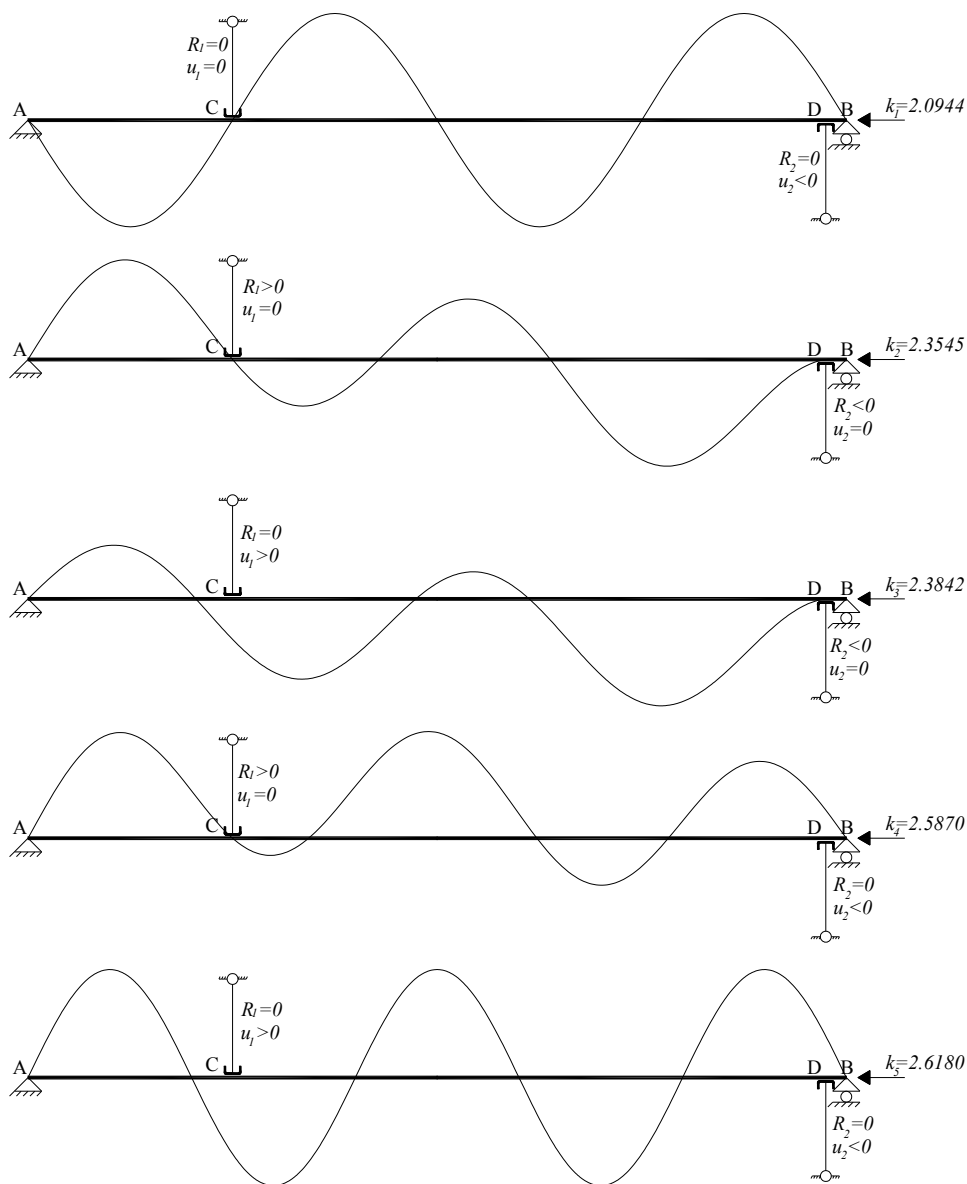 R₁=0
u₁=0
A C D B k₁=2.0944
R₂=0
u₂<0
R₁>0
u₁=0
A C D B k₂=2.3545
R₂<0
u₂=0
R₁=0
u₁>0
A C D B k₃=2.3842
R₂<0
u₂=0
R₁>0
u₁=0
A C D B k₄=2.5870
R₂=0
u₂<0
R₁=0
u₁>0
A C D B k₅=2.6180
R₂=0
u₂<0